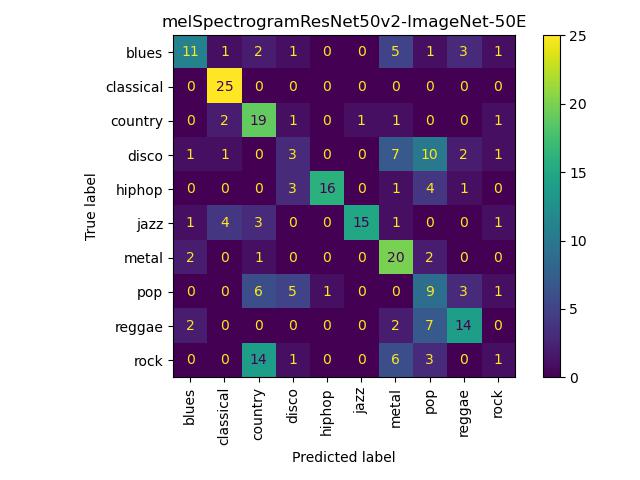 melSpectrogramResNet50v2-ImageNet-50E
True label
blues 11 1 2 1 0 0 5 1 3 1
classical 0 25 0 0 0 0 0 0 0 0
country 0 2 19 1 0 1 1 0 0 1
disco 1 1 0 3 0 0 7 10 2 1
hiphop 0 0 0 3 16 0 1 4 1 0
jazz 1 4 3 0 0 15 1 0 0 1
metal 2 0 1 0 0 0 20 2 0 0
pop 0 0 6 5 1 0 0 9 3 1
reggae 2 0 0 0 0 0 2 7 14 0
rock 0 0 14 1 0 0 6 3 0 1
blues classical country disco hiphop jazz metal pop reggae rock
Predicted label
25
20
15
10
5
0